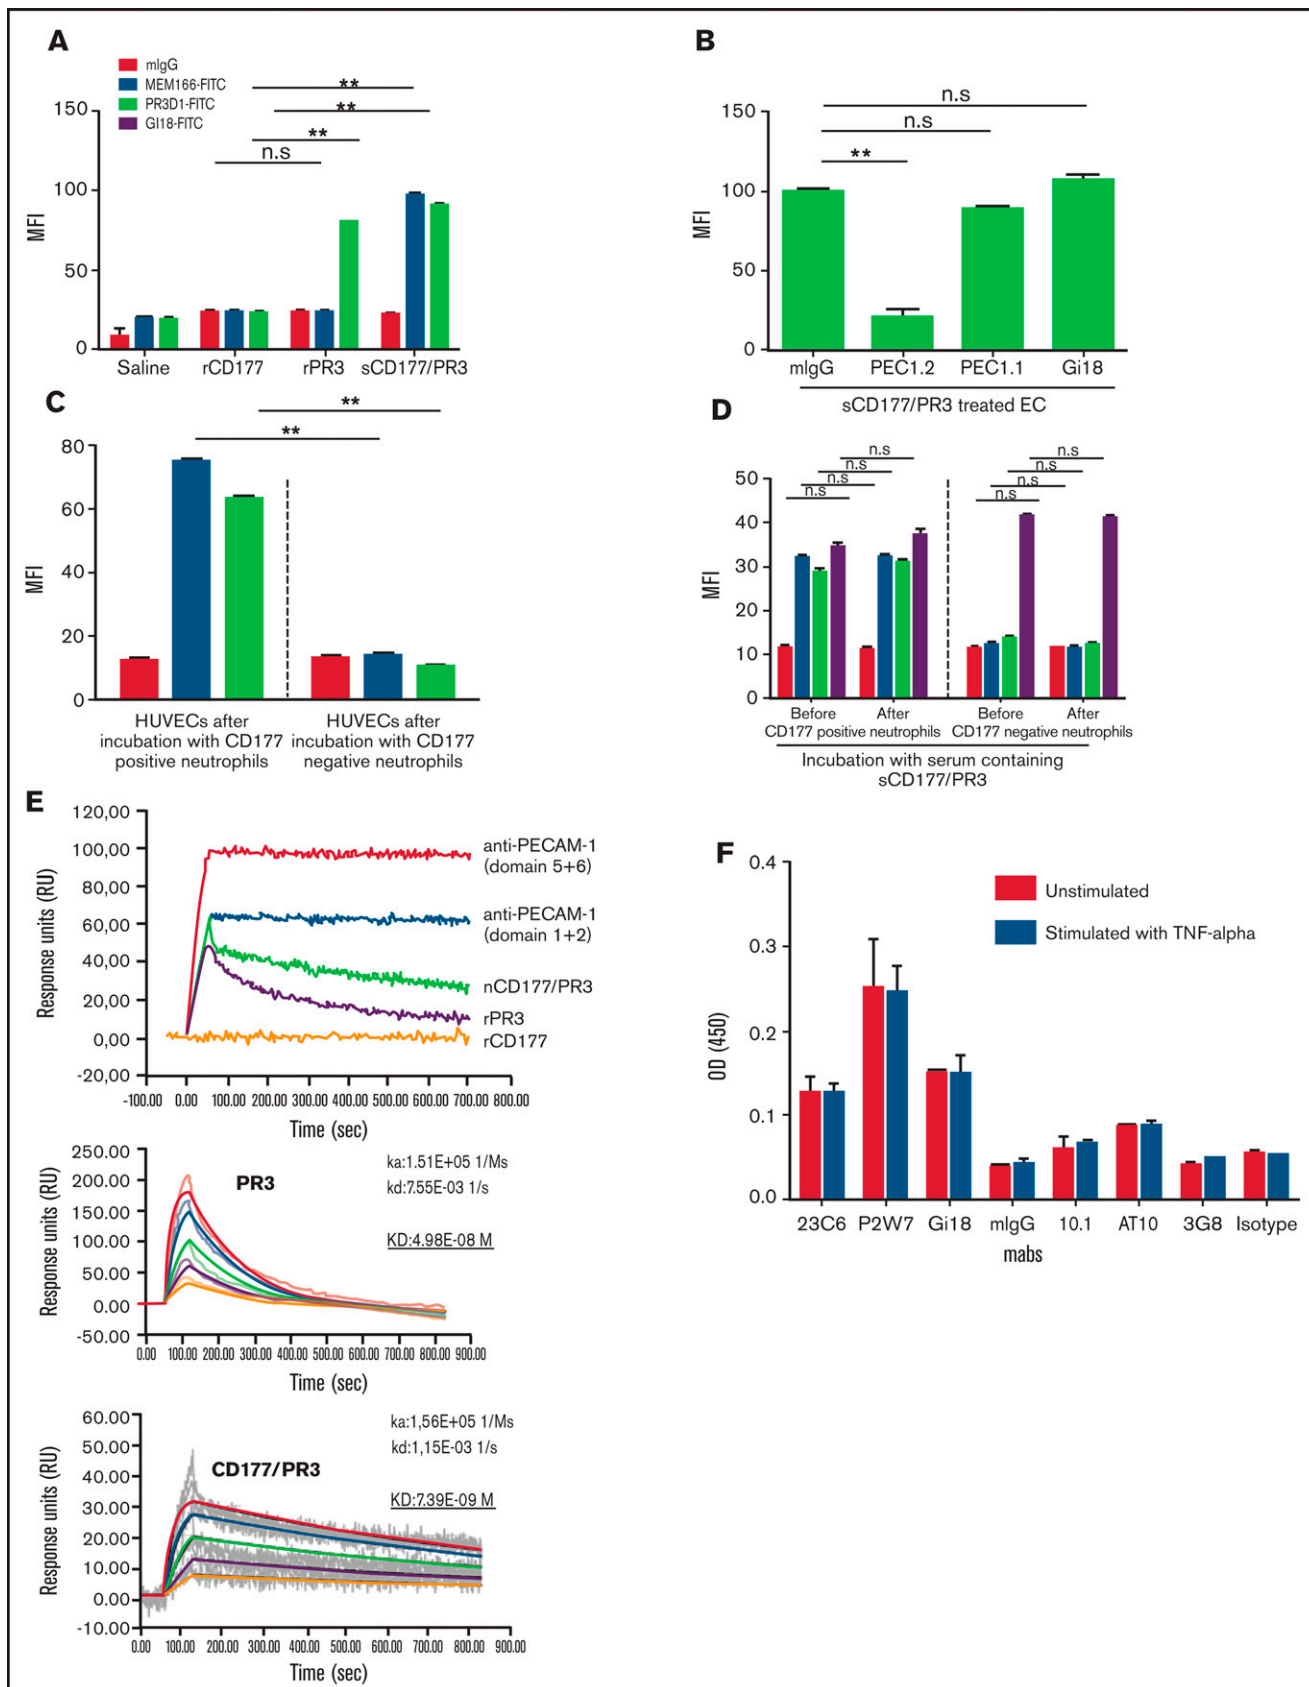 A
mIgG
MEM166-FITC
PR3D1-FITC
GI18-FITC
**
**
**
n.s
150
100
50
0
MFI
Saline rCD177 rPR3 sCD177/PR3
B
n.s
n.s
**
150
100
50
0
MFI
mIgG PEC1.2 PEC1.1 Gi18
sCD177/PR3 treated EC
C
**
**
80
60
40
20
0
MFI
HUVECs after
incubation with CD177
positive neutrophils
HUVECs after
incubation with CD177
negative neutrophils
D
n.s
n.s
n.s
n.s
n.s
n.s
n.s
n.s
50
40
30
20
10
0
MFI
Before After
CD177 positive neutrophils
Before After
CD177 negative neutrophils
Incubation with serum containing
sCD177/PR3
E
120,00
100,00
80,00
60,00
40,00
20,00
0,00
-20,00
Response units (RU)
anti-PECAM-1
(domain 5+6)
anti-PECAM-1
(domain 1+2)
nCD177/PR3
rPR3
rCD177
-100.00 0.00 100.00 200.00 300.00 400.00 500.00 600.00 700.00 800.00
Time (sec)
250.00
200.00
150.00
100.00
50.00
0.00
-50.00
Response units (RU)
PR3
ka:1.51E+05 1/Ms
kd:7.55E-03 1/s
KD:4.98E-08 M
0.00 100.00 200.00 300.00 400.00 500.00 600.00 700.00 800.00 900.00
Time (sec)
60.00
50.00
40.00
30.00
20.00
10.00
0.00
-10.00
Response units (RU)
CD177/PR3
ka:1,56E+05 1/Ms
kd:1,15E-03 1/s
KD:7.39E-09 M
0.00 100.00 200.00 300.00 400.00 500.00 600.00 700.00 800.00 900.00
Time (sec)
F
0.4
0.3
0.2
0.1
0.0
OD (450)
Unstimulated
Stimulated with TNF-alpha
23C6 P2W7 Gi18 mIgG 10.1 AT10 3G8 Isotype
mabs